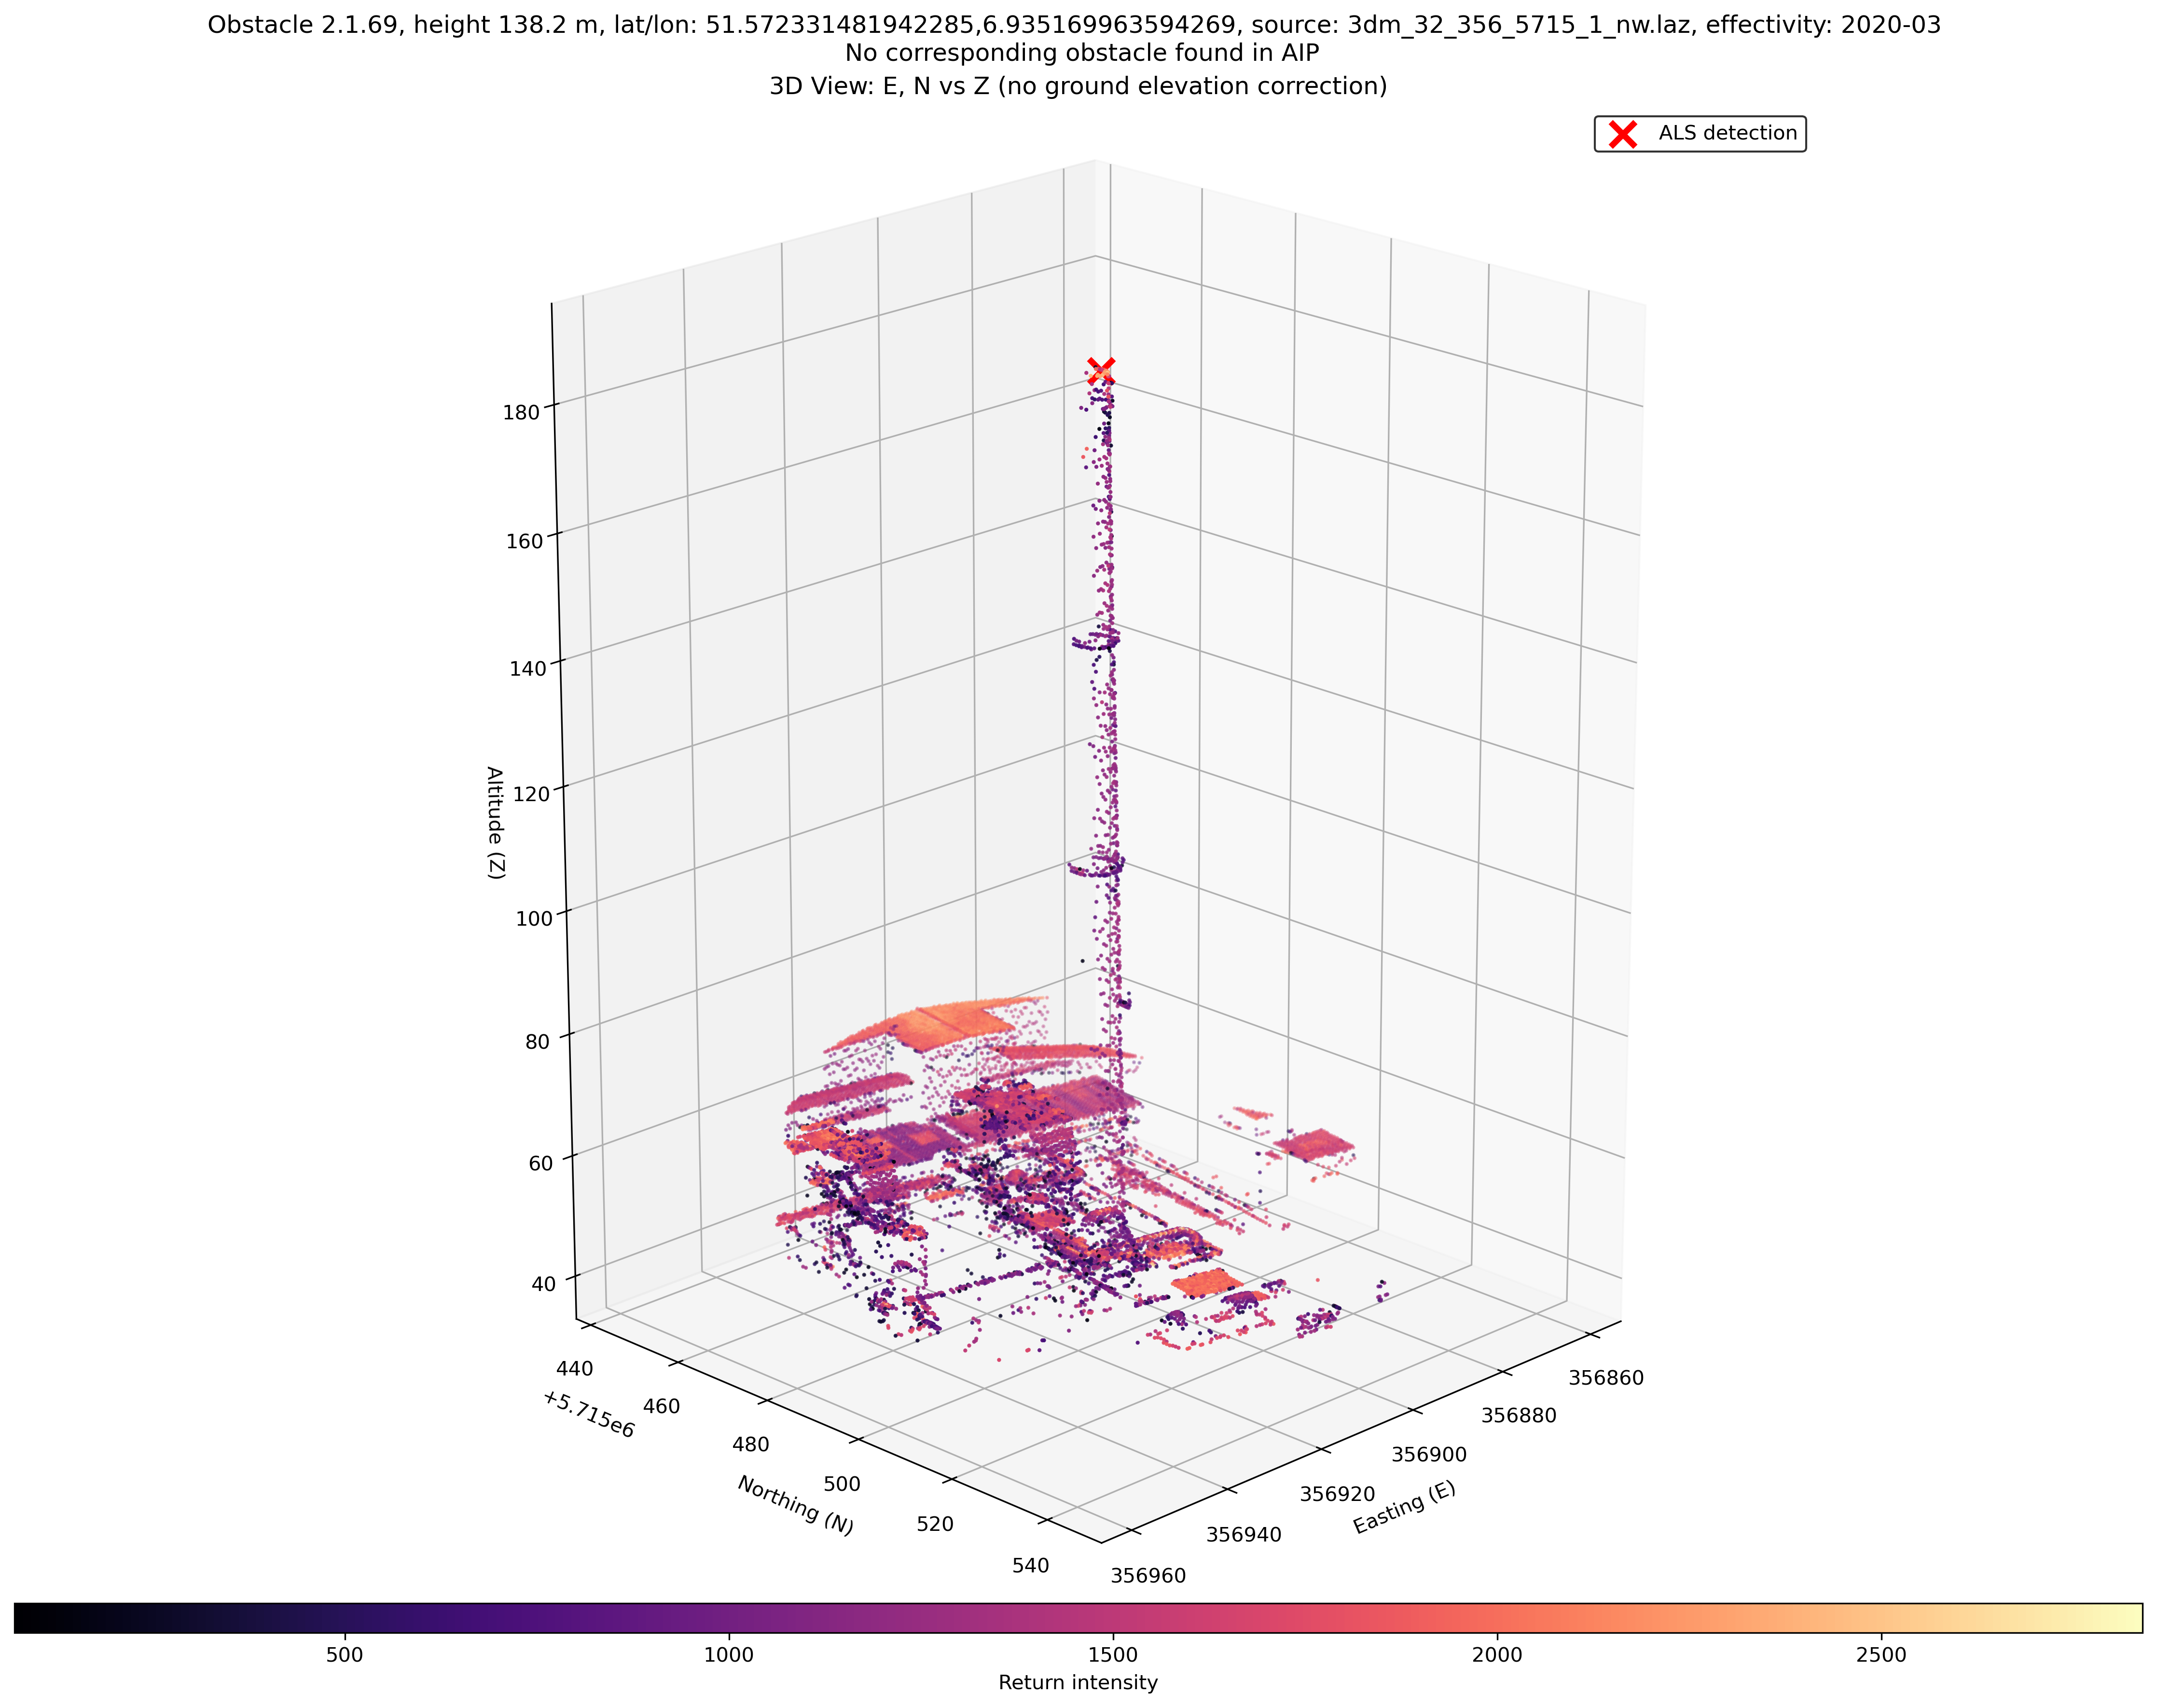 Obstacle 2.1.69, height 138.2 m, lat/lon: 51.572331481942285,6.935169963594269, source: 3dm_32_356_5715_1_nw.laz, effectivity: 2020-03
No corresponding obstacle found in AIP
3D View: E, N vs Z (no ground elevation correction)
ALS detection
180
160
140
120
100
80
60
40
Altitude (Z)
440
460
480
500
520
540
+5.715e6
Northing (N)
356860
356880
356900
356920
356940
356960
Easting (E)
500
1000
1500
2000
2500
Return intensity